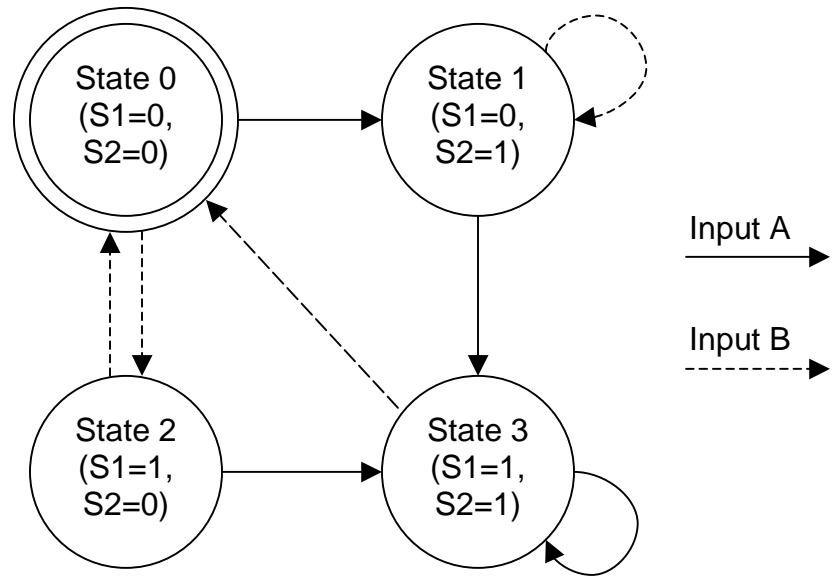 State 0
(S1=0,
S2=0)
State 1
(S1=0,
S2=1)
Input A
Input B
State 2
(S1=1,
S2=0)
State 3
(S1=1,
S2=1)